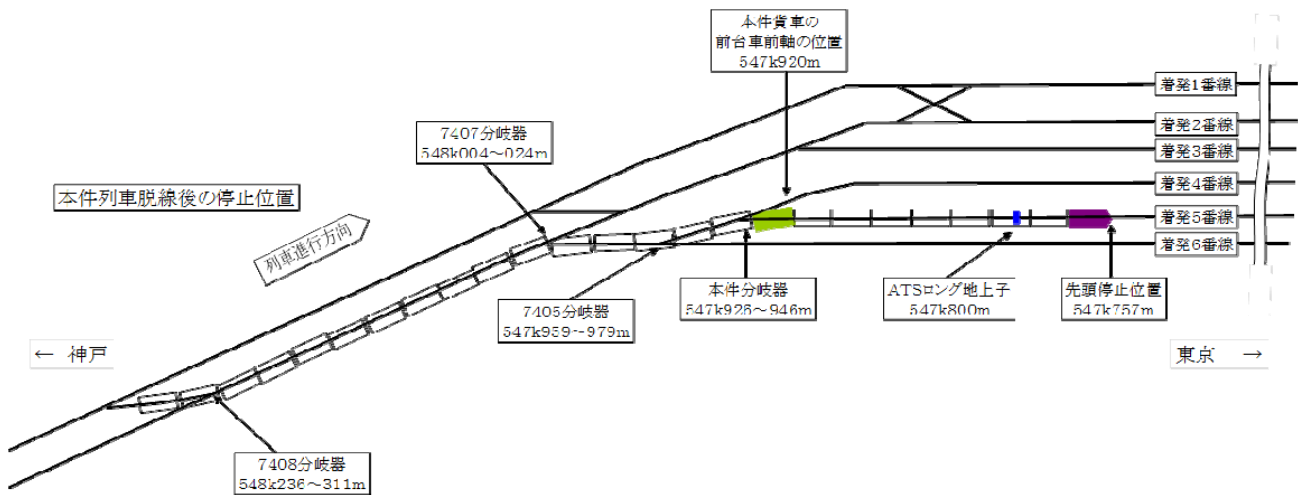 本件貨車の
前台車前軸の位置
547k920m
着発1番線
着発2番線
着発3番線
着発4番線
着発5番線
着発6番線
7407分岐器
548k004～024m
本件列車脱線後の停止位置
列車進行方向
7405分岐器
547k959～979m
本件分岐器
547k926～946m
ATSロング地上子
547k800m
先頭停止位置
547k757m
← 神戸
東京 →
7408分岐器
548k236～311m